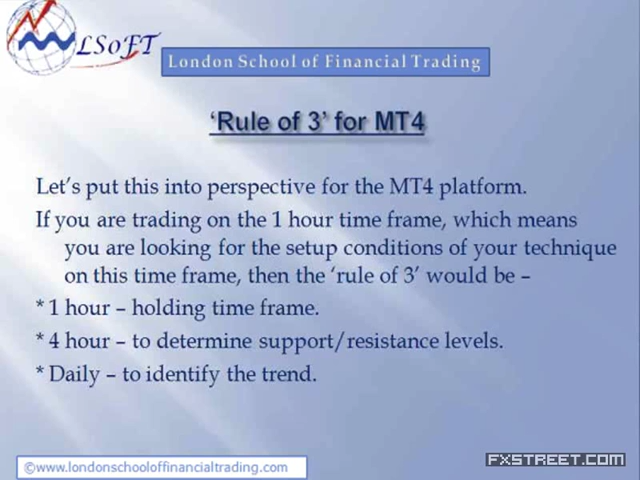 LSoFT
London School of Financial Trading
‘Rule of 3’ for MT4
Let’s put this into perspective for the MT4 platform.
If you are trading on the 1 hour time frame, which means
you are looking for the setup conditions of your technique
on this time frame, then the ‘rule of 3’ would be –
* 1 hour – holding time frame.
* 4 hour – to determine support/resistance levels.
* Daily – to identify the trend.
©www.londonschooloffinancialtrading.com
FXSTREET.COM